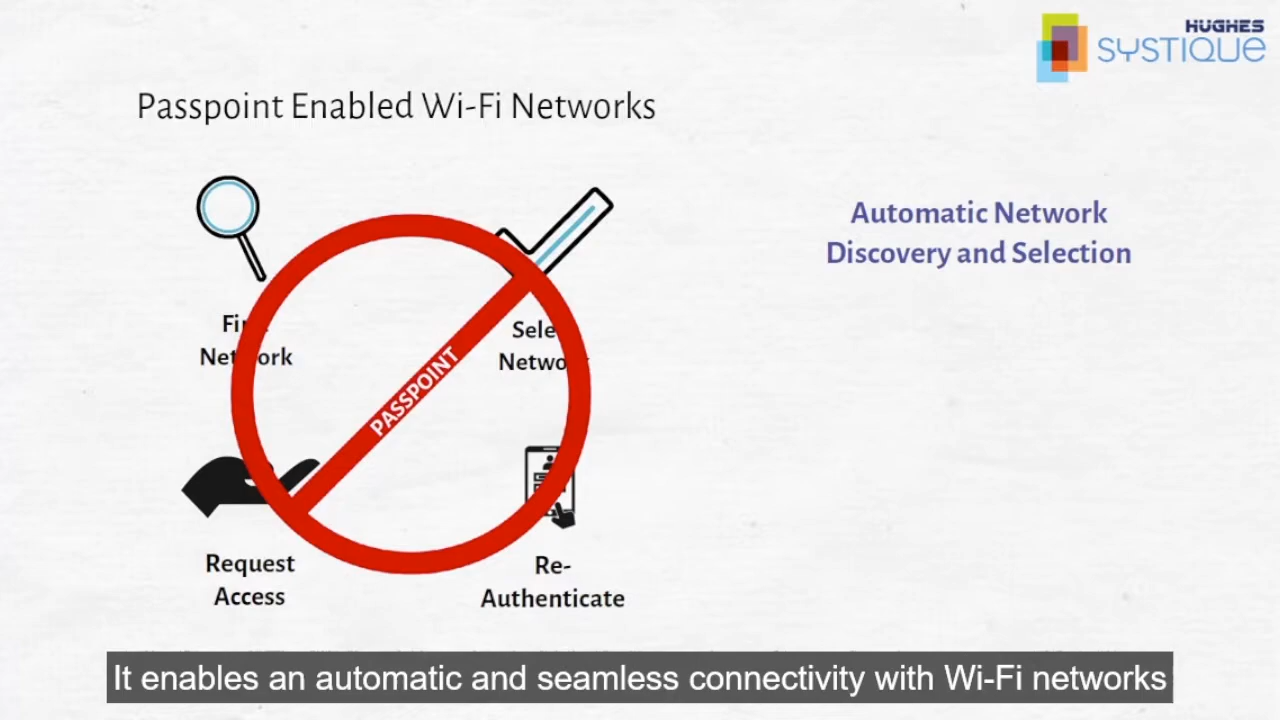 HUGHES
SYSTIQUE
Passpoint Enabled Wi-Fi Networks
Automatic Network
Discovery and Selection
PASSPOINT
Request
Access
Re-
Authenticate
It enables an automatic and seamless connectivity with Wi-Fi networks